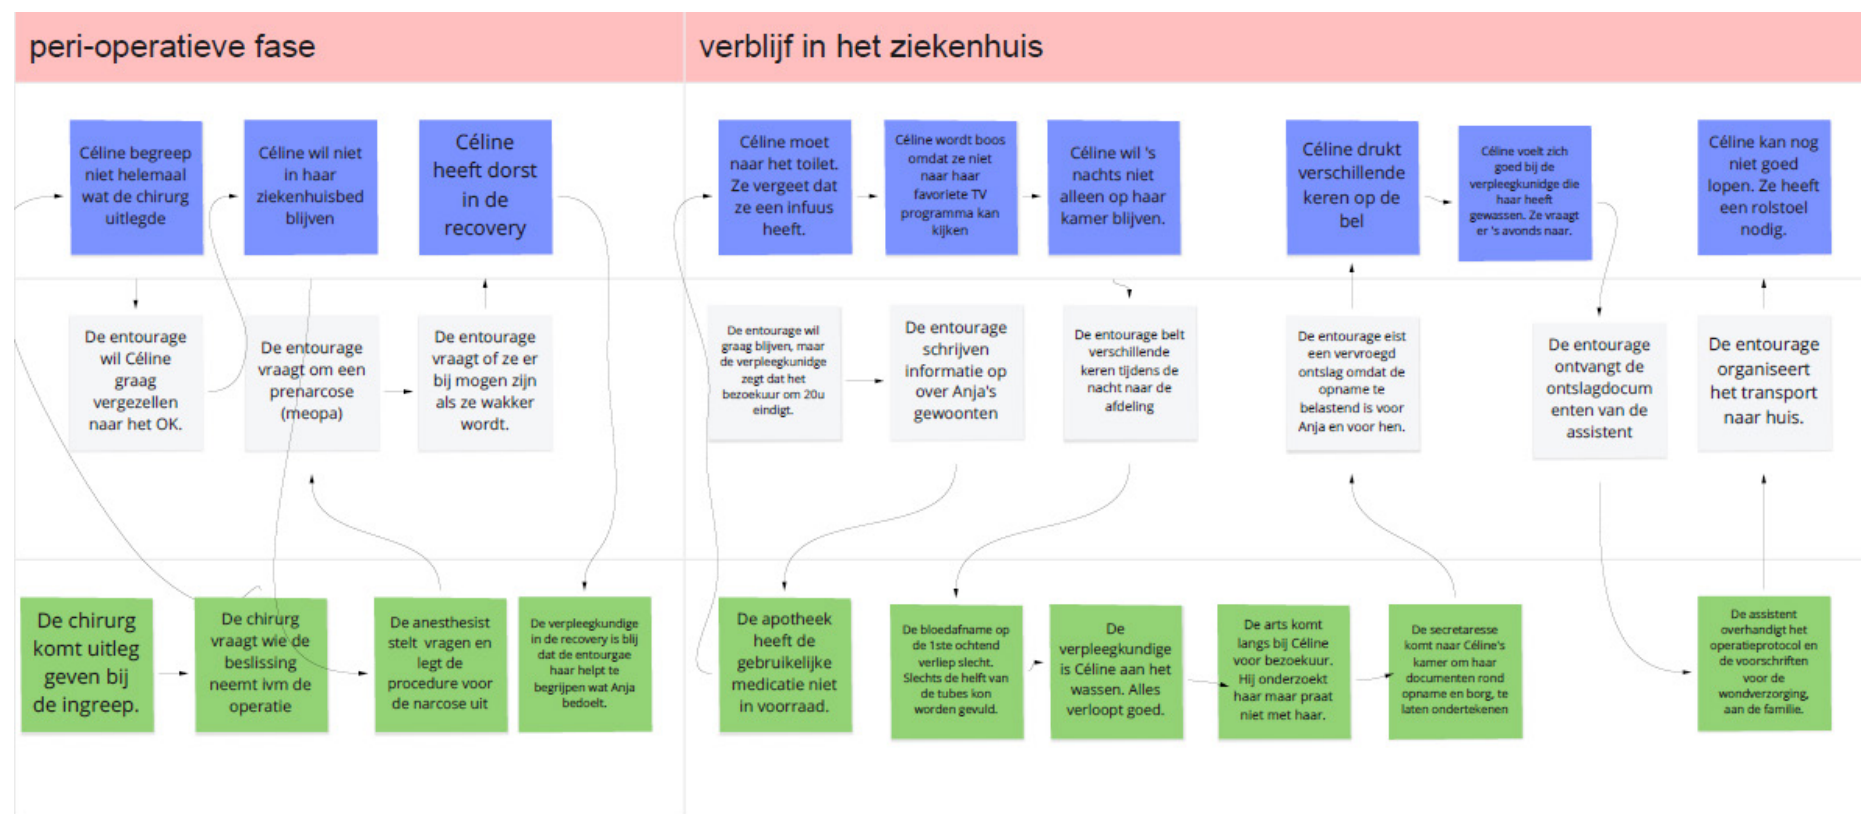 peri-operatieve fase
verblijf in het ziekenhuis
Céline begreep
niet helemaal
wat de chirurg
uitlegde
Céline wil niet
in haar
ziekenhuisbed
blijven
Céline
heeft dorst
in de
recovery
Céline moet
naar het toilet.
Ze vergeet dat
ze een infuus
heeft.
Céline wordt boos
omdat ze niet
naar haar
favoriete TV
programma kan
kijken
Céline wil 's
nachts niet
alleen op haar
kamer blijven.
Céline drukt
verschillende
keren op de
bel
Céline voelt zich
goed bij de
verpleegkunidge die
haar heeft
gewassen. Ze vraagt
er 's avonds naar.
Céline kan nog
niet goed
lopen. Ze heeft
een rolstoel
nodig.
De entourage
wil Céline
graag
vergezellen
naar het OK.
De entourage
vraagt om een
prenarcose
(meopa)
De entourage
vraagt of ze er
bij mogen zijn
als ze wakker
wordt.
De entourage wil
graag blijven, maar
de verpleegkunidge
zegt dat het
bezoekuur om 20u
eindigt.
De entourage
schrijven
informatie op
over Anja's
gewoonten
De entourage belt
verschillende
keren tijdens de
nacht naar de
afdeling
De entourage eist
een vervroegd
ontslag omdat de
opname te
belastend is voor
Anja en voor hen.
De entourage
ontvangt de
ontslagdocum
enten van de
assistent
De entourage
organiseert
het transport
naar huis.
De chirurg
komt uitleg
geven bij
de ingreep.
De chirurg
vraagt wie de
beslissing
neemt ivm de
operatie
De anesthesist
stelt vragen en
legt de
procedure voor
de narcose uit
De verpleegkundige
in de recovery is blij
dat de entourgae
haar helpt te
begrijpen wat Anja
bedoelt.
De apotheek
heeft de
gebruikelijke
medicatie niet
in voorraad.
De bloedafname op
de 1ste ochtend
verliep slecht.
Slechts de helft van
de tubes kon
worden gevuld.
De
verpleegkundige
is Céline aan het
wassen. Alles
verloopt goed.
De arts komt
langs bij Céline
voor bezoekuur.
Hij onderzoekt
haar maar praat
niet met haar.
De secretaresse
komt naar Céline's
kamer om haar
documenten rond
opname en borg, te
laten ondertekenen
De assistent
overhandigt het
operatieprotocol en
de voorschriften
voor de
wondverzorging,
aan de familie.